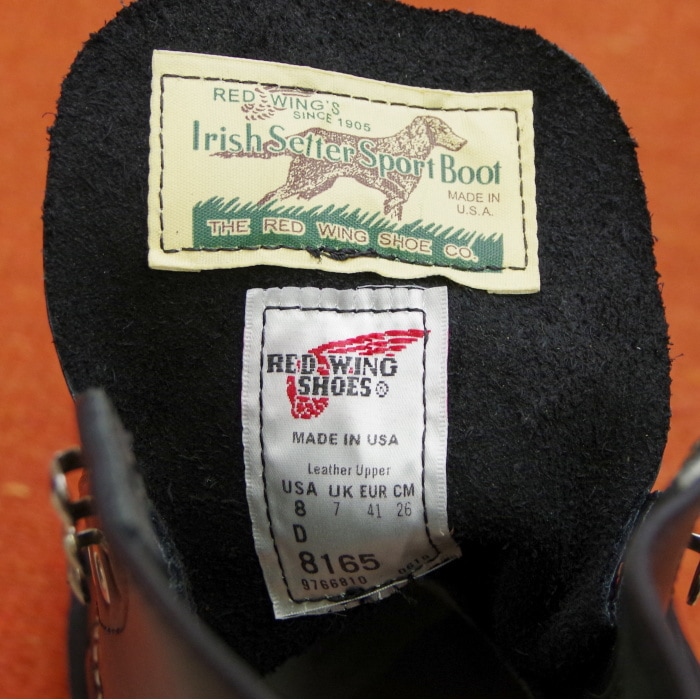 RED WING'S
SINCE 1905
Irish Setter Sport Boot
MADE IN
U.S.A.
THE RED WING SHOE CO.
RED WING
SHOES®
MADE IN USA
Leather Upper
USA UK EUR CM
8 7 41 26
D
8165
9766810